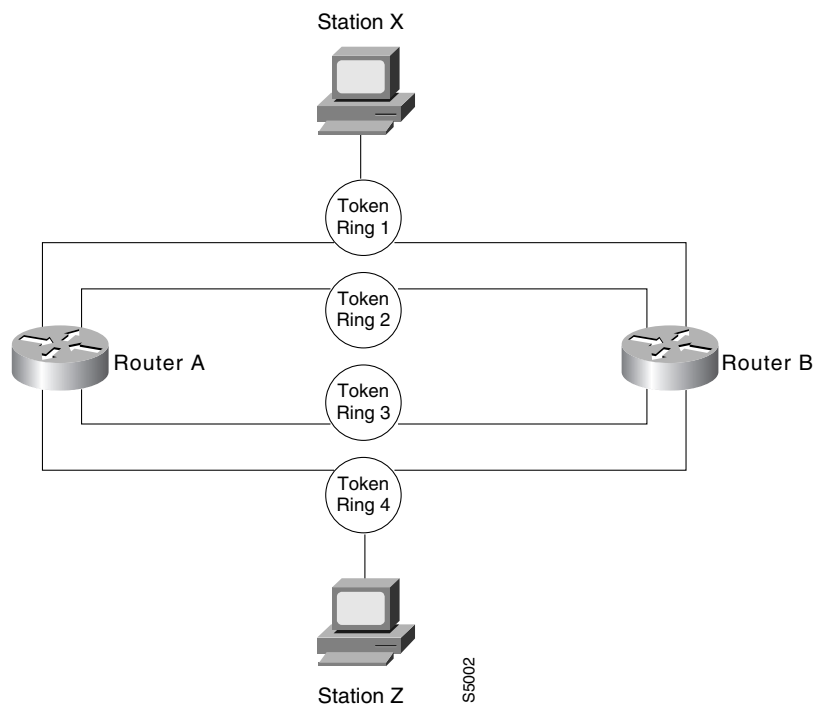 Station X
Token
Ring 1
Token
Ring 2
Router A
Router B
Token
Ring 3
Token
Ring 4
Station Z
S5002